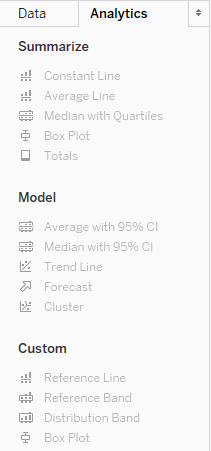 Data Analytics
Summarize
Constant Line
Average Line
Median with Quartiles
Box Plot
Totals
Model
Average with 95% CI
Median with 95% CI
Trend Line
Forecast
Cluster
Custom
Reference Line
Reference Band
Distribution Band
Box Plot